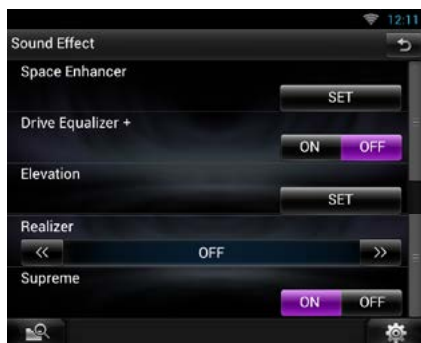 12:11
Sound Effect
Space Enhancer
SET
Drive Equalizer +
ON OFF
Elevation
SET
Realizer
<< OFF >>
Supreme
ON OFF